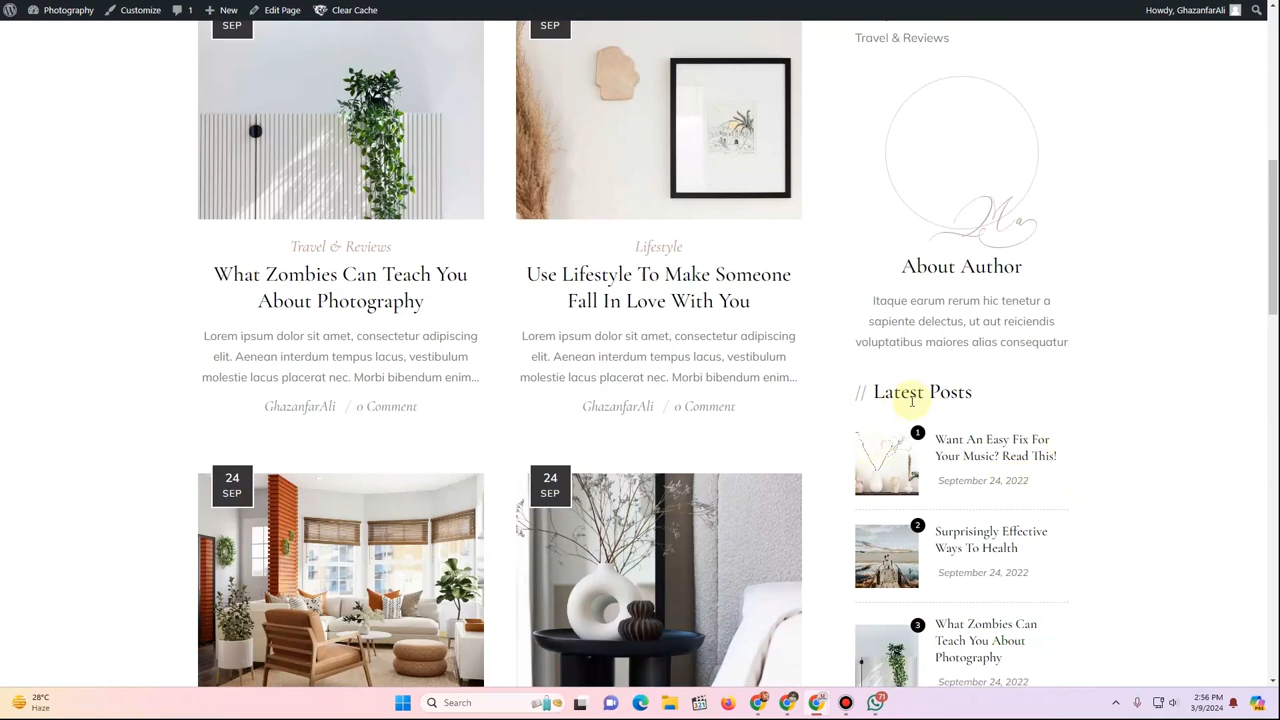 Photography
Customize
1
New
Edit Page
Clear Cache
Howdy, GhazanfarAli
SEP
SEP
Travel & Reviews
What Zombies Can Teach You
About Photography
Lorem ipsum dolor sit amet, consectetur adipiscing
elit. Aenean interdum tempus lacus, vestibulum
molestie lacus placerat nec. Morbi bibendum enim...
GhazanfarAli / 0 Comment
Lifestyle
Use Lifestyle To Make Someone
Fall In Love With You
Lorem ipsum dolor sit amet, consectetur adipiscing
elit. Aenean interdum tempus lacus, vestibulum
molestie lacus placerat nec. Morbi bibendum enim...
GhazanfarAli / 0 Comment
24
SEP
24
SEP
Travel & Reviews
About Author
Itaque earum rerum hic tenetur a
sapiente delectus, ut aut reiciendis
voluptatibus maiores alias consequatur
// Latest Posts
1
Want An Easy Fix For
Your Music? Read This!
September 24, 2022
2
Surprisingly Effective
Ways To Health
September 24, 2022
3
What Zombies Can
Teach You About
Photography
September 24, 2022
28°C
Haze
Search
71
2:56 PM
3/9/2024